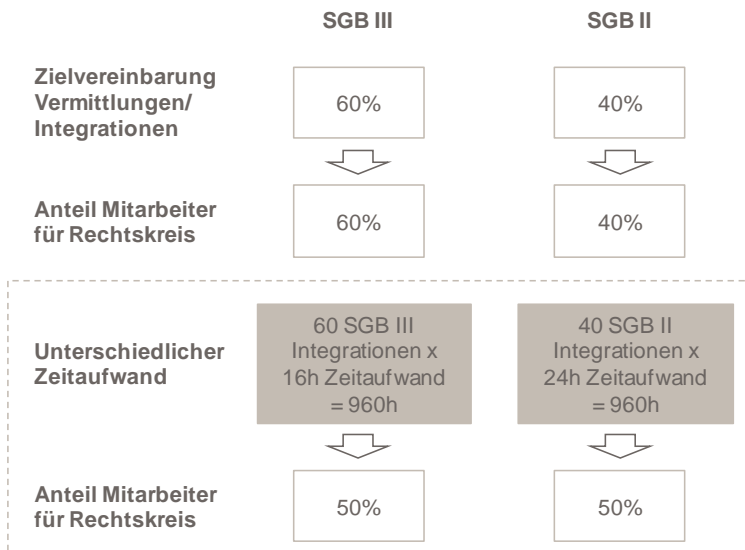 SGB III
SGB II
Zielvereinbarung
Vermittlungen/
Integrationen
60%
40%
Anteil Mitarbeiter
für Rechtskreis
60%
40%
Unterschiedlicher
Zeitaufwand
60 SGB III
Integrationen x
16h Zeitaufwand
= 960h
40 SGB II
Integrationen x
24h Zeitaufwand
= 960h
Anteil Mitarbeiter
für Rechtskreis
50%
50%